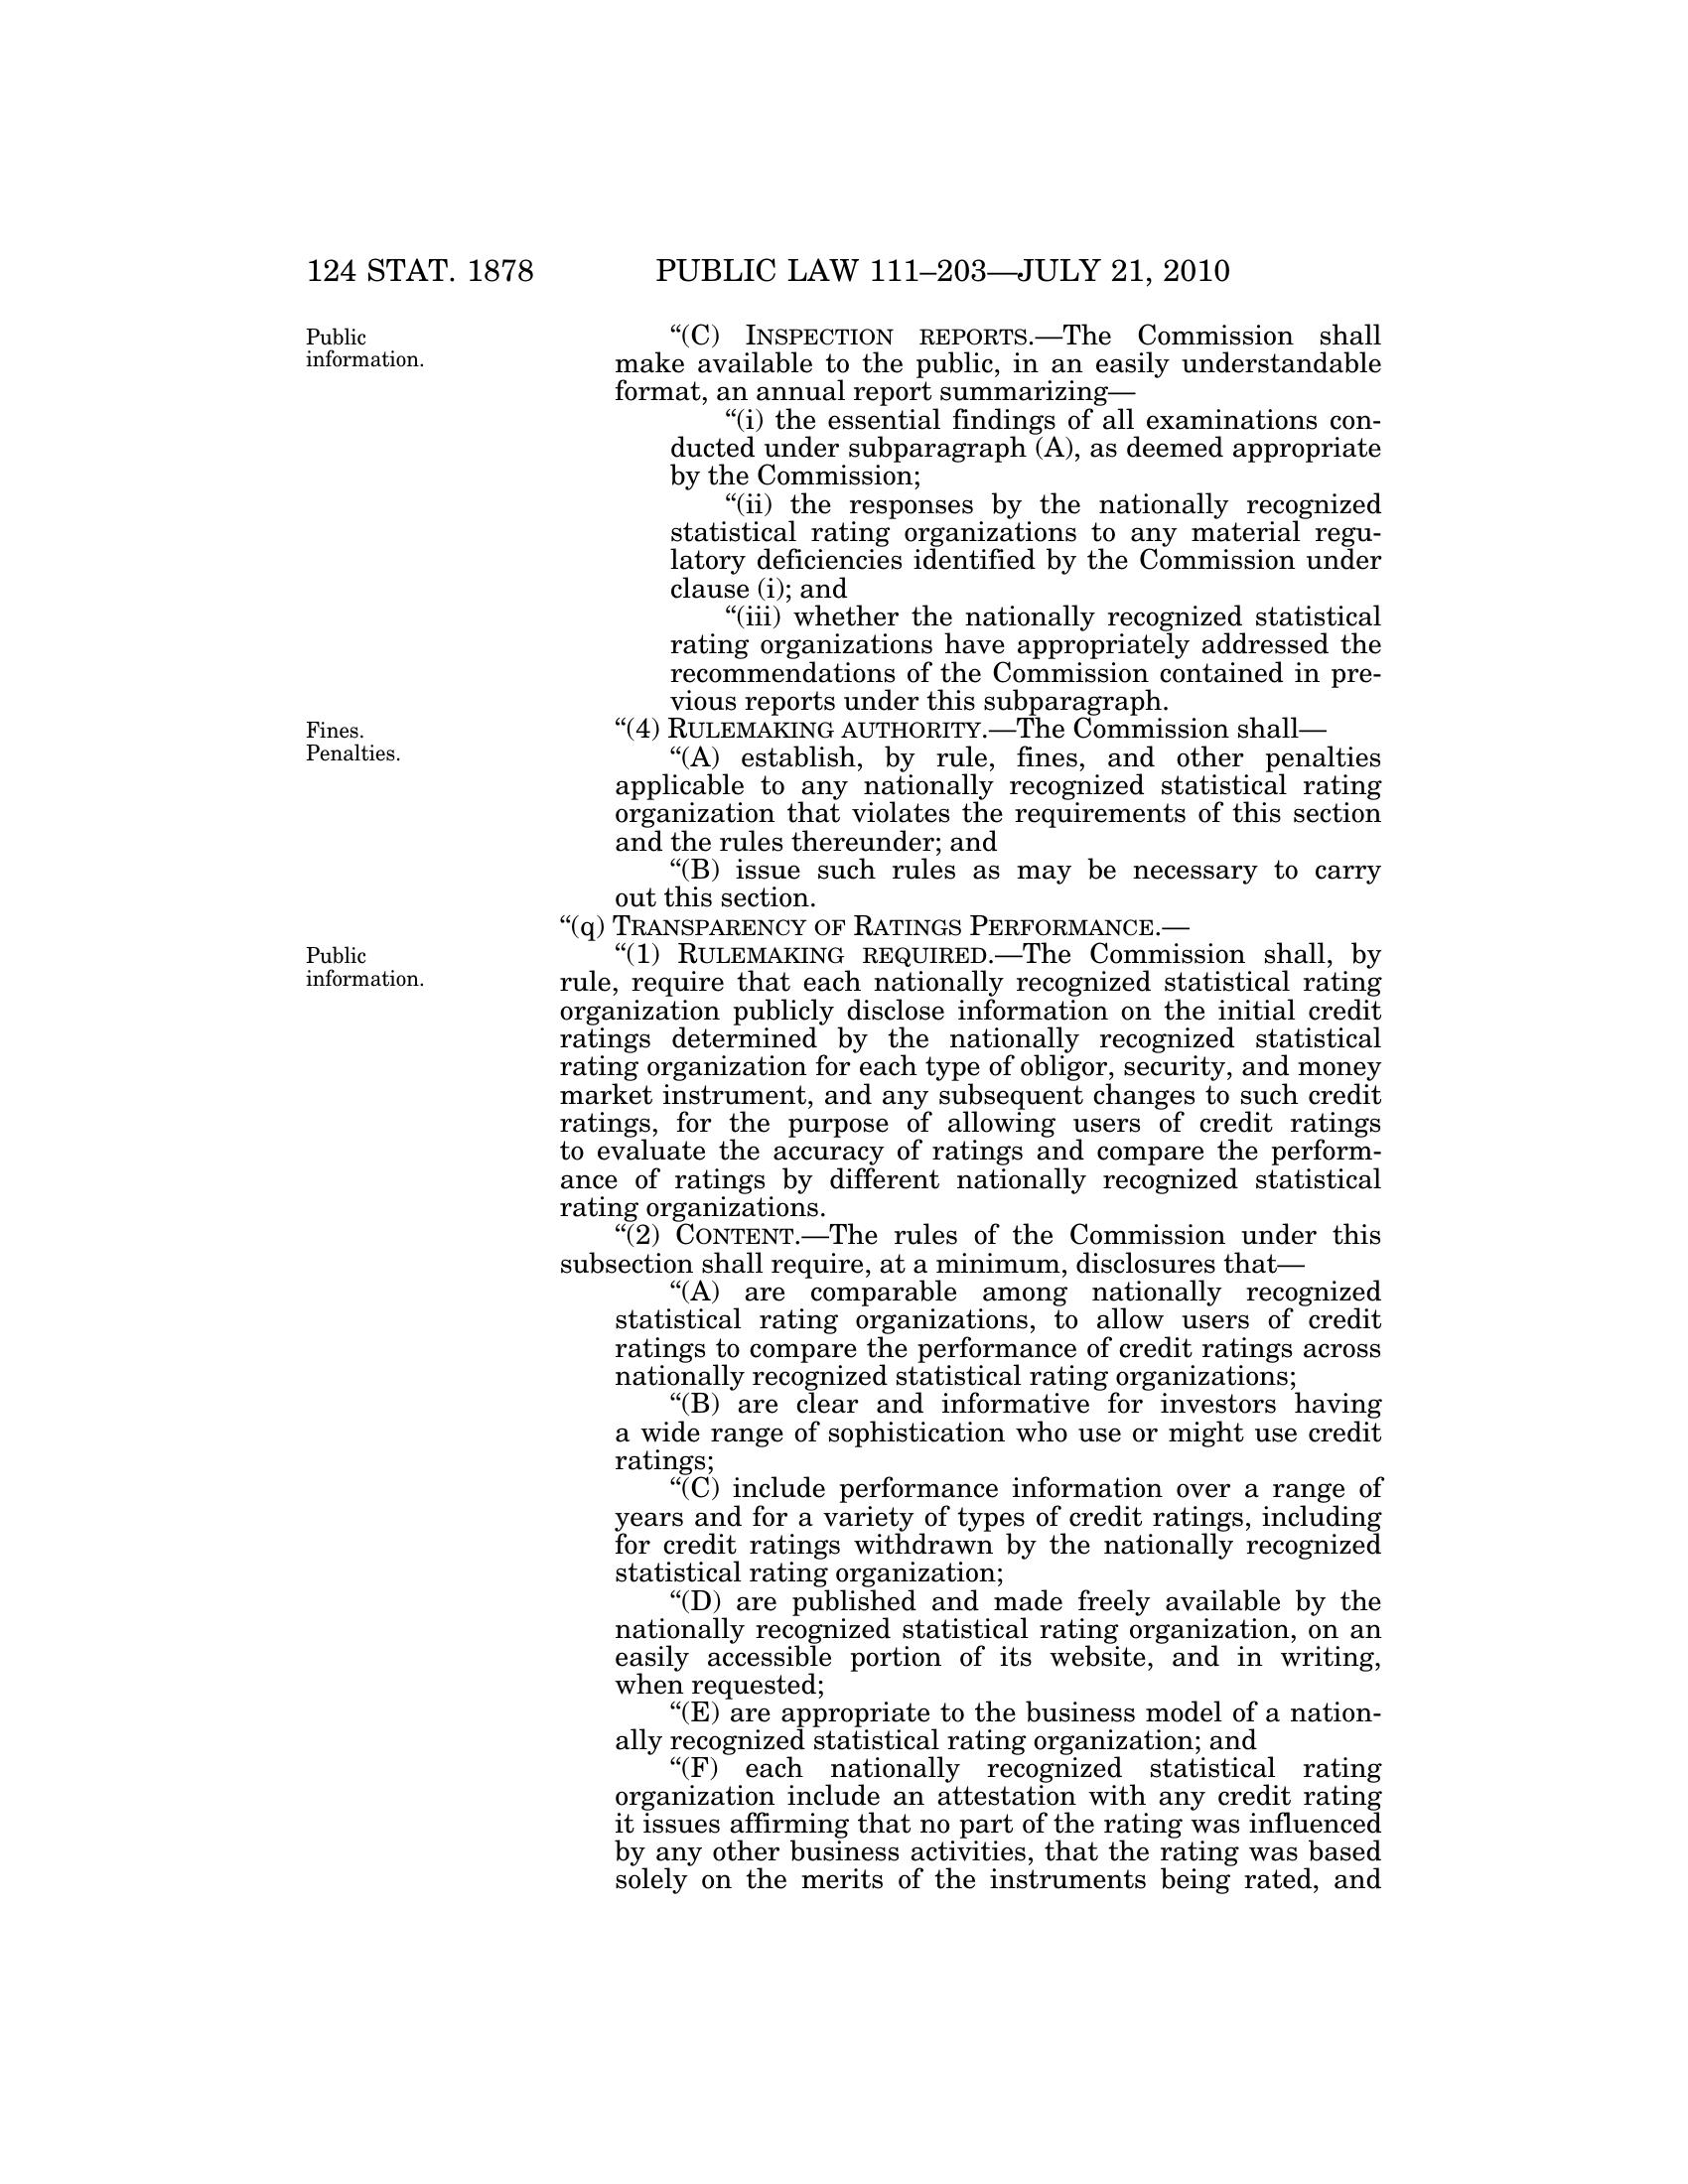 124 STAT. 1878 PUBLIC LAW 111–203—JULY 21, 2010
Public
information.
“(C) INSPECTION REPORTS.—The Commission shall
make available to the public, in an easily understandable
format, an annual report summarizing—
“(i) the essential findings of all examinations con-
ducted under subparagraph (A), as deemed appropriate
by the Commission;
“(ii) the responses by the nationally recognized
statistical rating organizations to any material regu-
latory deficiencies identified by the Commission under
clause (i); and
“(iii) whether the nationally recognized statistical
rating organizations have appropriately addressed the
recommendations of the Commission contained in pre-
vious reports under this subparagraph.
Fines.
Penalties.
“(4) RULEMAKING AUTHORITY.—The Commission shall—
“(A) establish, by rule, fines, and other penalties
applicable to any nationally recognized statistical rating
organization that violates the requirements of this section
and the rules thereunder; and
“(B) issue such rules as may be necessary to carry
out this section.
“(q) TRANSPARENCY OF RATINGS PERFORMANCE.—
Public
information.
“(1) RULEMAKING REQUIRED.—The Commission shall, by
rule, require that each nationally recognized statistical rating
organization publicly disclose information on the initial credit
ratings determined by the nationally recognized statistical
rating organization for each type of obligor, security, and money
market instrument, and any subsequent changes to such credit
ratings, for the purpose of allowing users of credit ratings
to evaluate the accuracy of ratings and compare the perform-
ance of ratings by different nationally recognized statistical
rating organizations.
“(2) CONTENT.—The rules of the Commission under this
subsection shall require, at a minimum, disclosures that—
“(A) are comparable among nationally recognized
statistical rating organizations, to allow users of credit
ratings to compare the performance of credit ratings across
nationally recognized statistical rating organizations;
“(B) are clear and informative for investors having
a wide range of sophistication who use or might use credit
ratings;
“(C) include performance information over a range of
years and for a variety of types of credit ratings, including
for credit ratings withdrawn by the nationally recognized
statistical rating organization;
“(D) are published and made freely available by the
nationally recognized statistical rating organization, on an
easily accessible portion of its website, and in writing,
when requested;
“(E) are appropriate to the business model of a nation-
ally recognized statistical rating organization; and
“(F) each nationally recognized statistical rating
organization include an attestation with any credit rating
it issues affirming that no part of the rating was influenced
by any other business activities, that the rating was based
solely on the merits of the instruments being rated, and